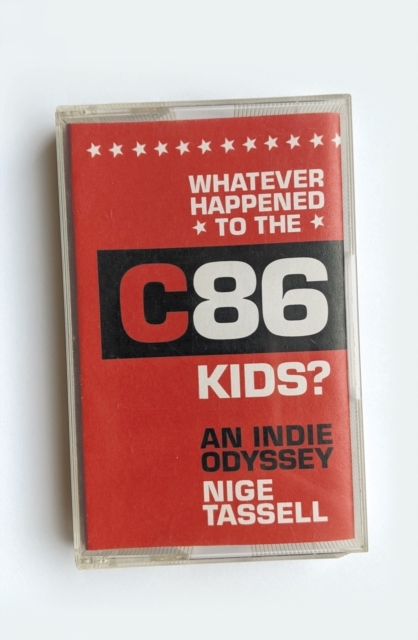 WHATEVER
HAPPENED
TO THE
C86
KIDS?
AN INDIE
ODYSSEY
NIGE
TASSELL